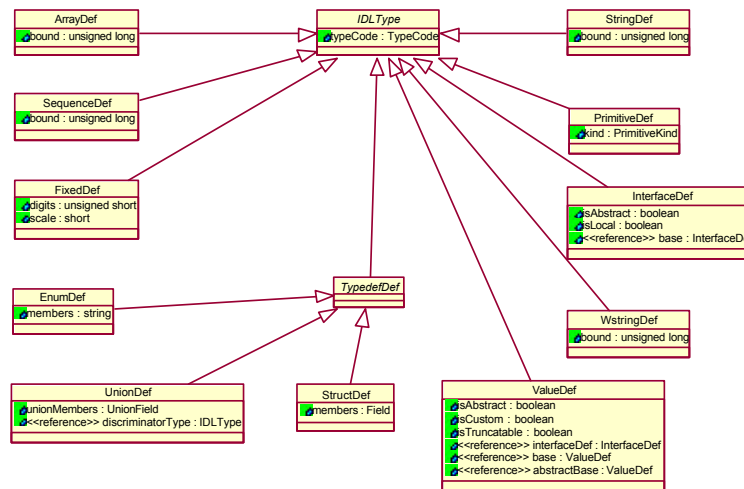 ArrayDef
bound : unsigned long
IDLType
typeCode : TypeCode
StringDef
bound : unsigned long
SequenceDef
bound : unsigned long
PrimitiveDef
kind : PrimitiveKind
FixedDef
digits : unsigned short
scale : short
InterfaceDef
isAbstract : boolean
isLocal : boolean
<<reference>> base : InterfaceDe
TypedefDef
EnumDef
members : string
WstringDef
bound : unsigned long
UnionDef
unionMembers : UnionField
<<reference>> discriminatorType : IDLType
StructDef
members : Field
ValueDef
isAbstract : boolean
isCustom : boolean
isTruncatable : boolean
<<reference>> interfaceDef : InterfaceDef
<<reference>> base : ValueDef
<<reference>> abstractBase : ValueDef